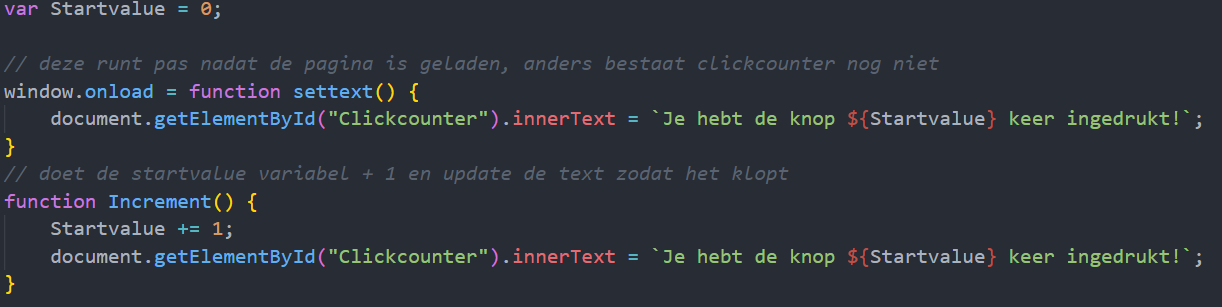 var Startvalue = 0;
// deze runt pas nadat de pagina is geladen, anders bestaat clickcounter nog niet
window.onload = function settext() {
document.getElementById("Clickcounter").innerText = `Je hebt de knop ${Startvalue} keer ingedrukt!`;
}
// doet de startvalue variabel + 1 en update de text zodat het klopt
function Increment() {
Startvalue += 1;
document.getElementById("Clickcounter").innerText = `Je hebt de knop ${Startvalue} keer ingedrukt!`;
}